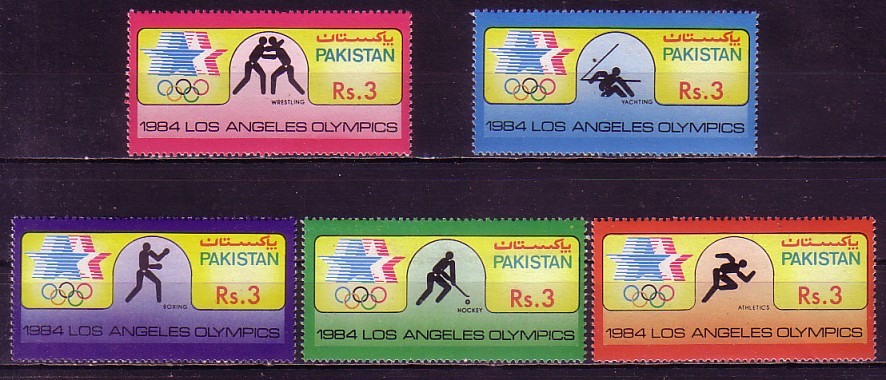 پاکستان
PAKISTAN
WRESTLING
Rs.3
1984 LOS ANGELES OLYMPICS
پاکستان
PAKISTAN
YACHTING
Rs.3
1984 LOS ANGELES OLYMPICS
پاکستان
PAKISTAN
BOXING
Rs.3
1984 LOS ANGELES OLYMPICS
پاکستان
PAKISTAN
HOCKEY
Rs.3
1984 LOS ANGELES OLYMPICS
پاکستان
PAKISTAN
ATHLETICS
Rs.3
1984 LOS ANGELES OLYMPICS